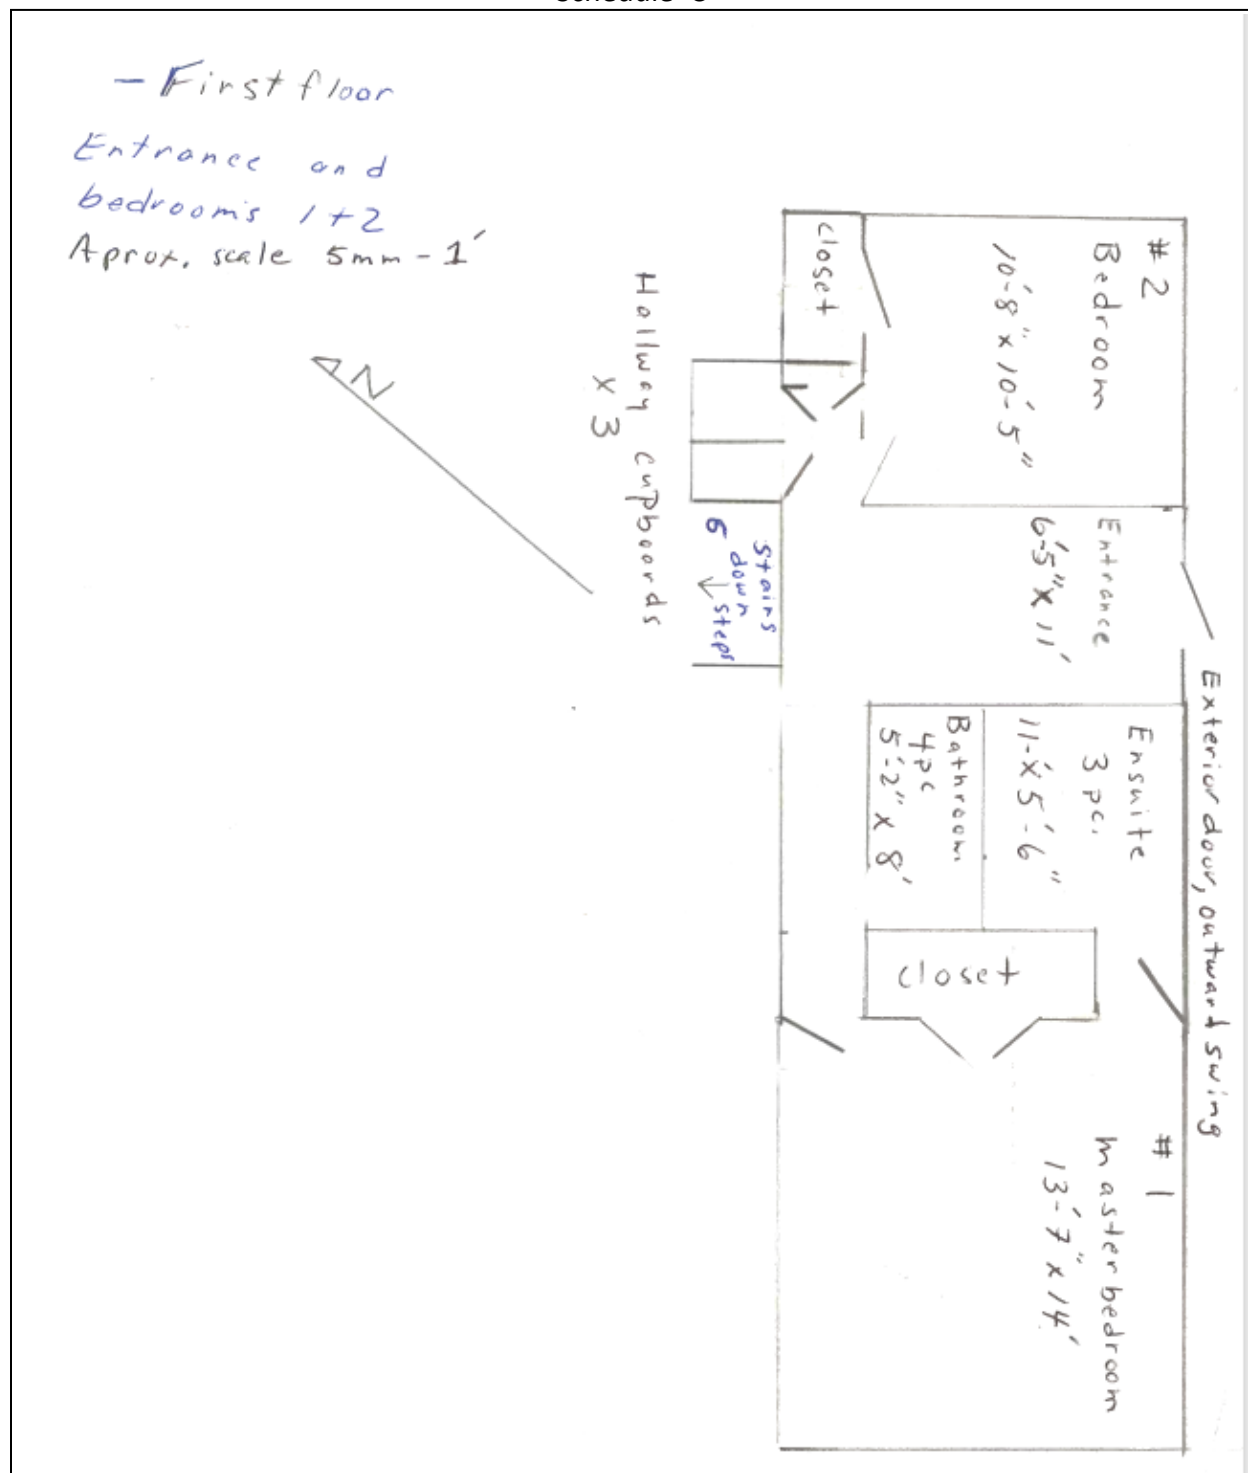 - First floor
Entrance and
bedrooms 1+2
Aprox. scale 5mm - 1'
N
Hallway cupboards
x 3
closet
# 2
Bedroom
10'-8" x 10'-5"
stairs
down
6 ↓ steps
Entrance
6'-5" x 11'
Exterior door, outward swing
Ensuite
3 pc.
11-'x 5'-6"
Bathroom
4pc
5'-2" x 8'
closet
# 1
master bedroom
13-'7" x 14'